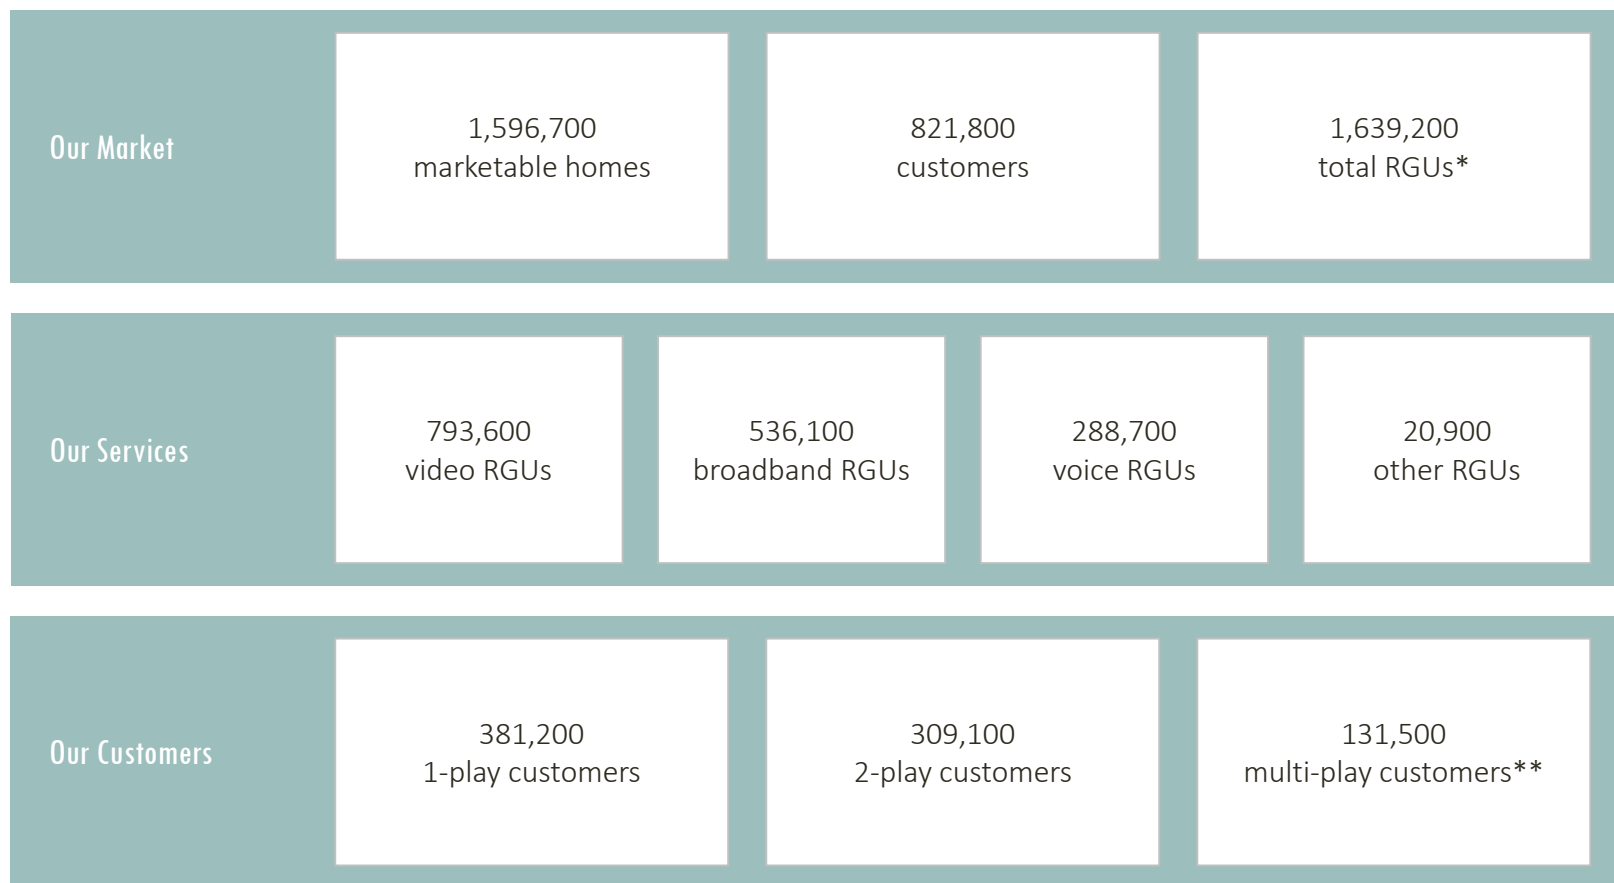 Our Market
1,596,700
marketable homes
821,800
customers
1,639,200
total RGUs*
Our Services
793,600
video RGUs
536,100
broadband RGUs
288,700
voice RGUs
20,900
other RGUs
Our Customers
381,200
1-play customers
309,100
2-play customers
131,500
multi-play customers**